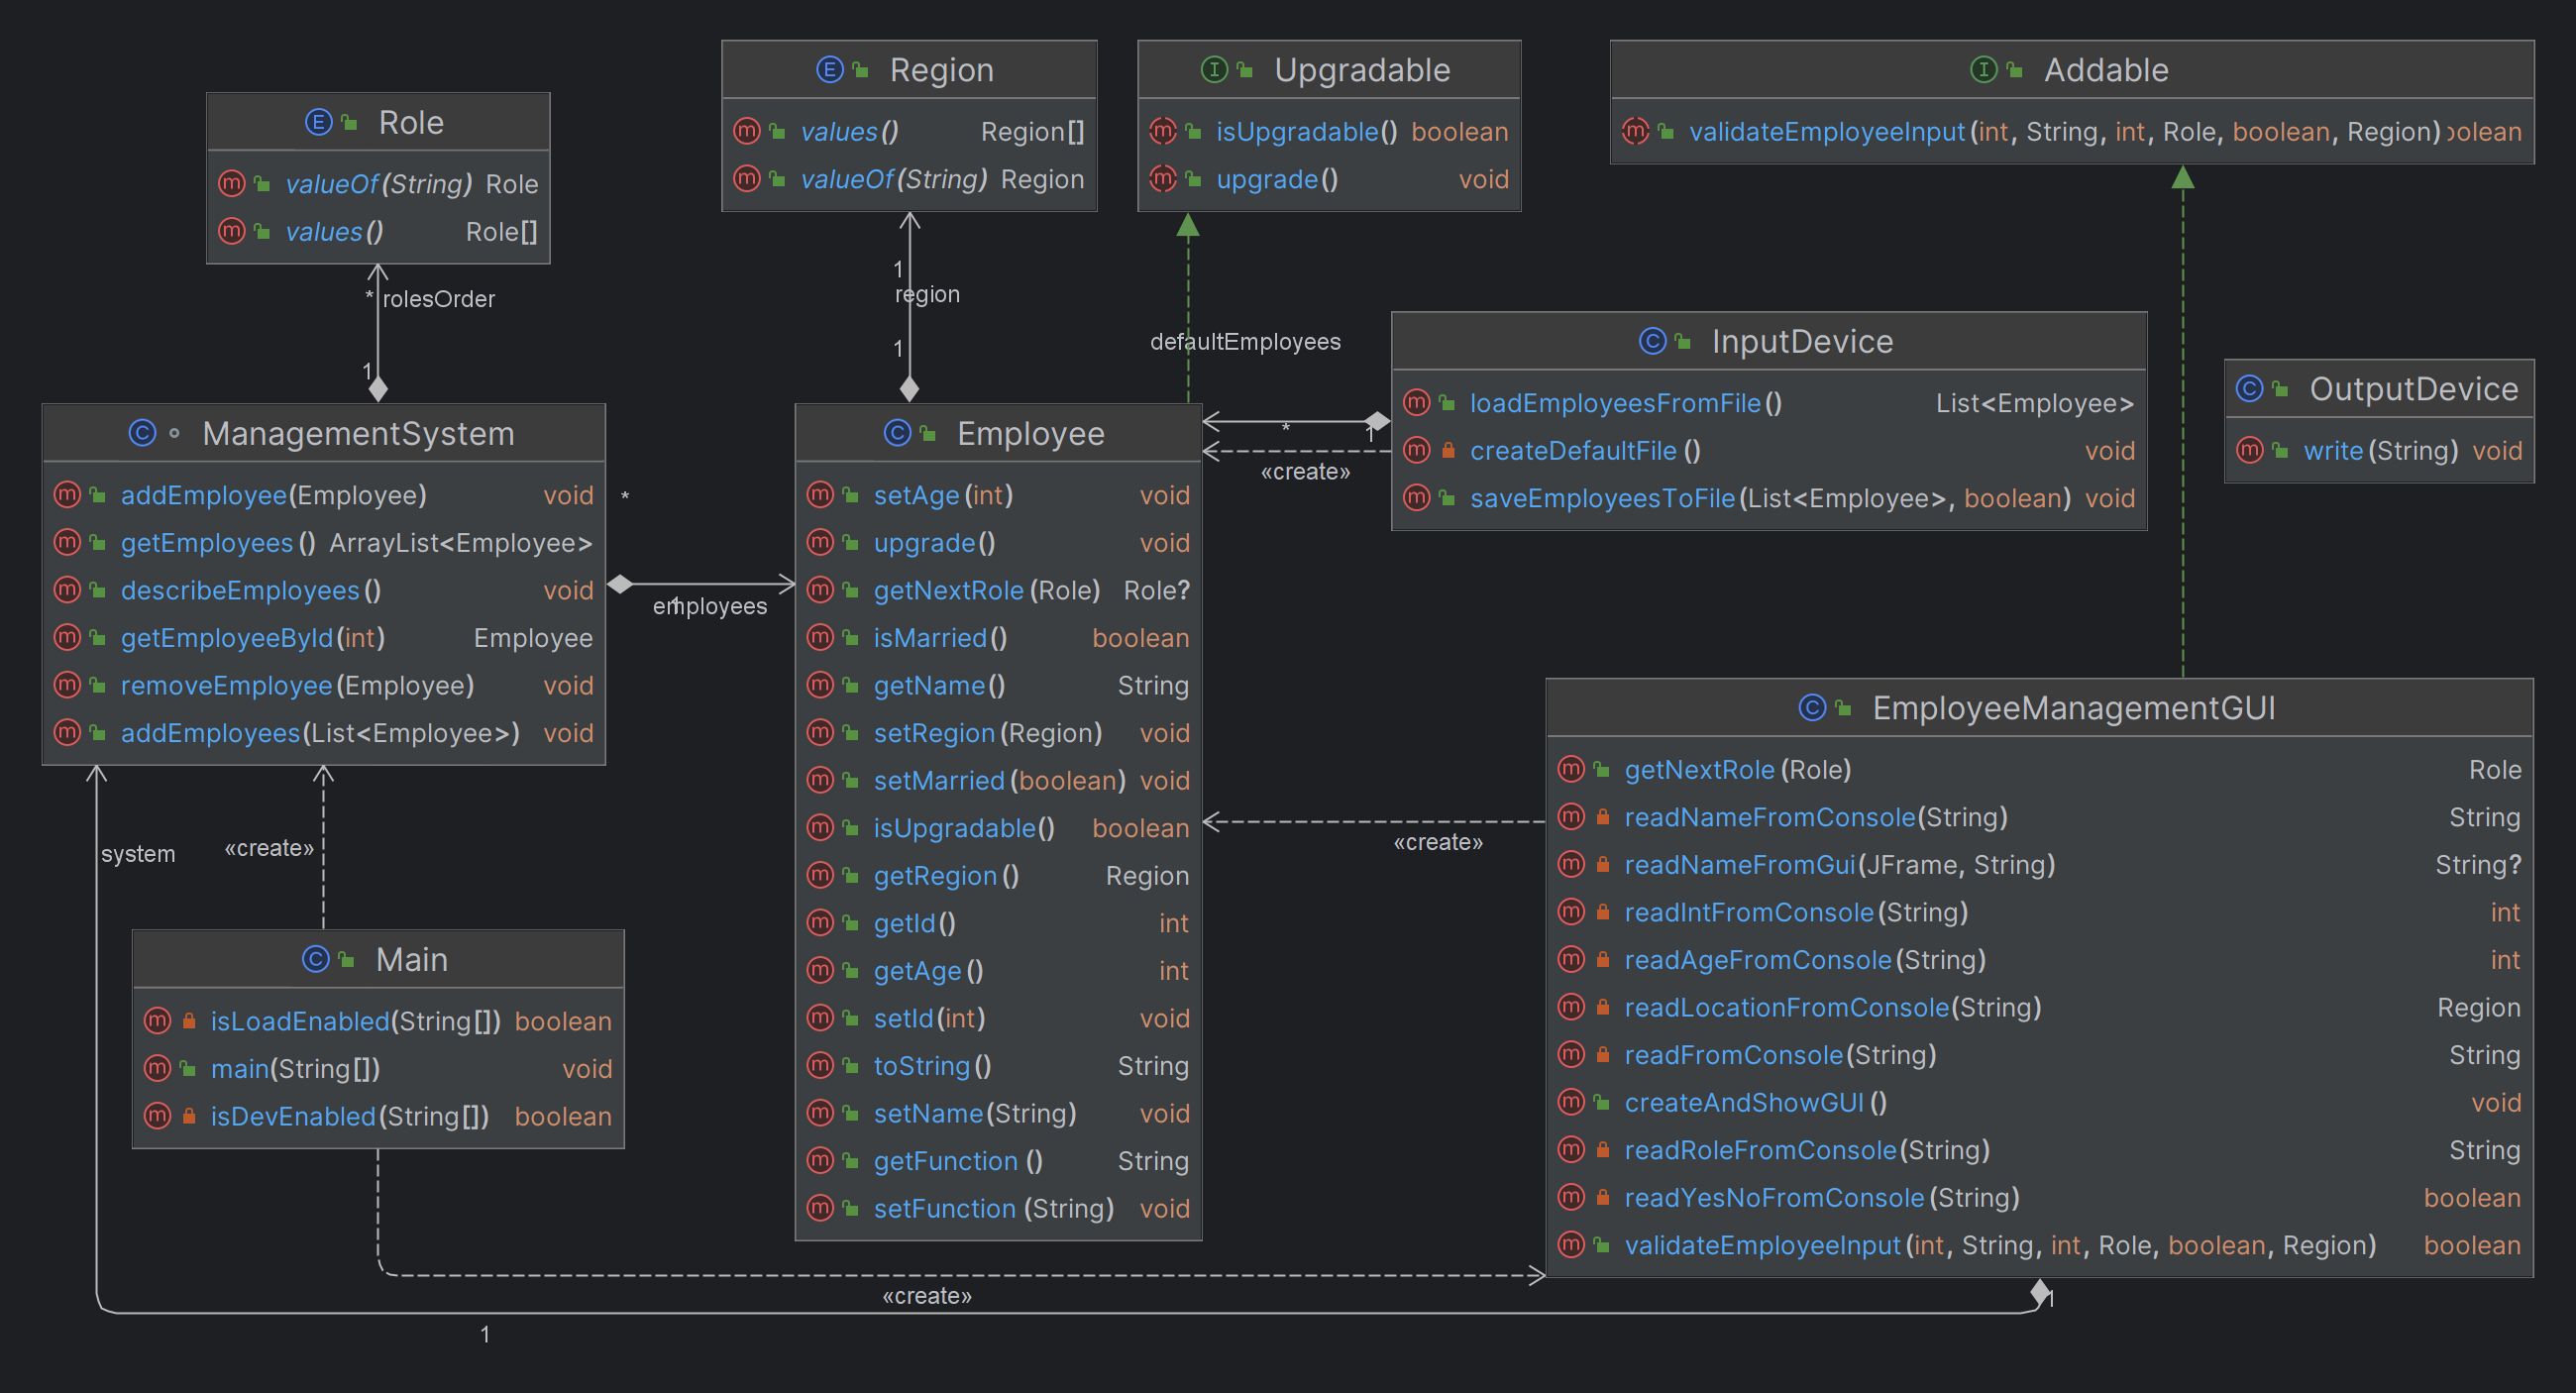 Role
valueOf(String) Role
values() Role[]
Region
values() Region[]
valueOf(String) Region
Upgradable
isUpgradable() boolean
upgrade() void
Addable
validateEmployeeInput(int, String, int, Role, boolean, Region)
* rolesOrder
1
1
region
1
defaultEmployees
*
1
«create»
InputDevice
loadEmployeesFromFile() List<Employee>
createDefaultFile() void
saveEmployeesToFile(List<Employee>, boolean) void
OutputDevice
write(String) void
ManagementSystem
addEmployee(Employee) void
getEmployees() ArrayList<Employee>
describeEmployees() void
getEmployeeById(int) Employee
removeEmployee(Employee) void
addEmployees(List<Employee>) void
*
employees
1
Employee
setAge(int) void
upgrade() void
getNextRole(Role) Role?
isMarried() boolean
getName() String
setRegion(Region) void
setMarried(boolean) void
isUpgradable() boolean
getRegion() Region
getId() int
getAge() int
setId(int) void
toString() String
setName(String) void
getFunction() String
setFunction(String) void
«create»
EmployeeManagementGUI
getNextRole(Role) Role
readNameFromConsole(String) String
readNameFromGui(JFrame, String) String?
readIntFromConsole(String) int
readAgeFromConsole(String) int
readLocationFromConsole(String) Region
readFromConsole(String) String
createAndShowGUI() void
readRoleFromConsole(String) String
readYesNoFromConsole(String) boolean
validateEmployeeInput(int, String, int, Role, boolean, Region) boolean
system
«create»
Main
isLoadEnabled(String[]) boolean
main(String[]) void
isDevEnabled(String[]) boolean
«create»
1
1